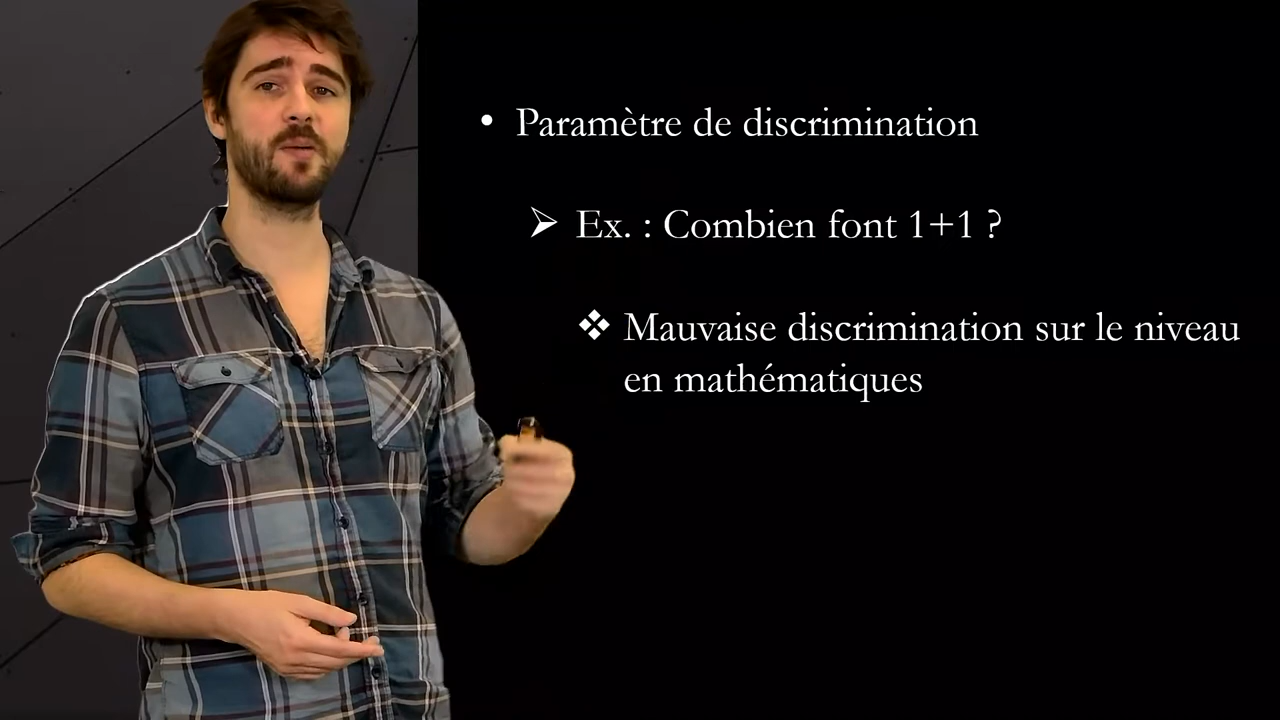 • Paramètre de discrimination
➢ Ex. : Combien font 1+1 ?
❖ Mauvaise discrimination sur le niveau
en mathématiques